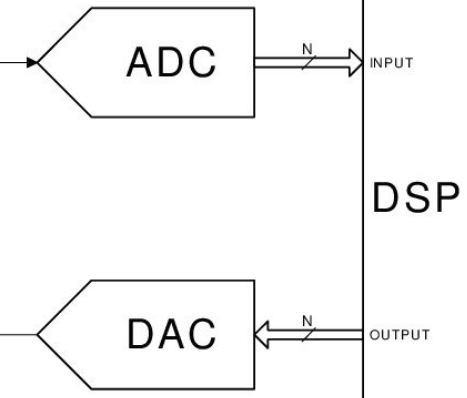 N
ADC
INPUT
DSP
N
DAC
OUTPUT